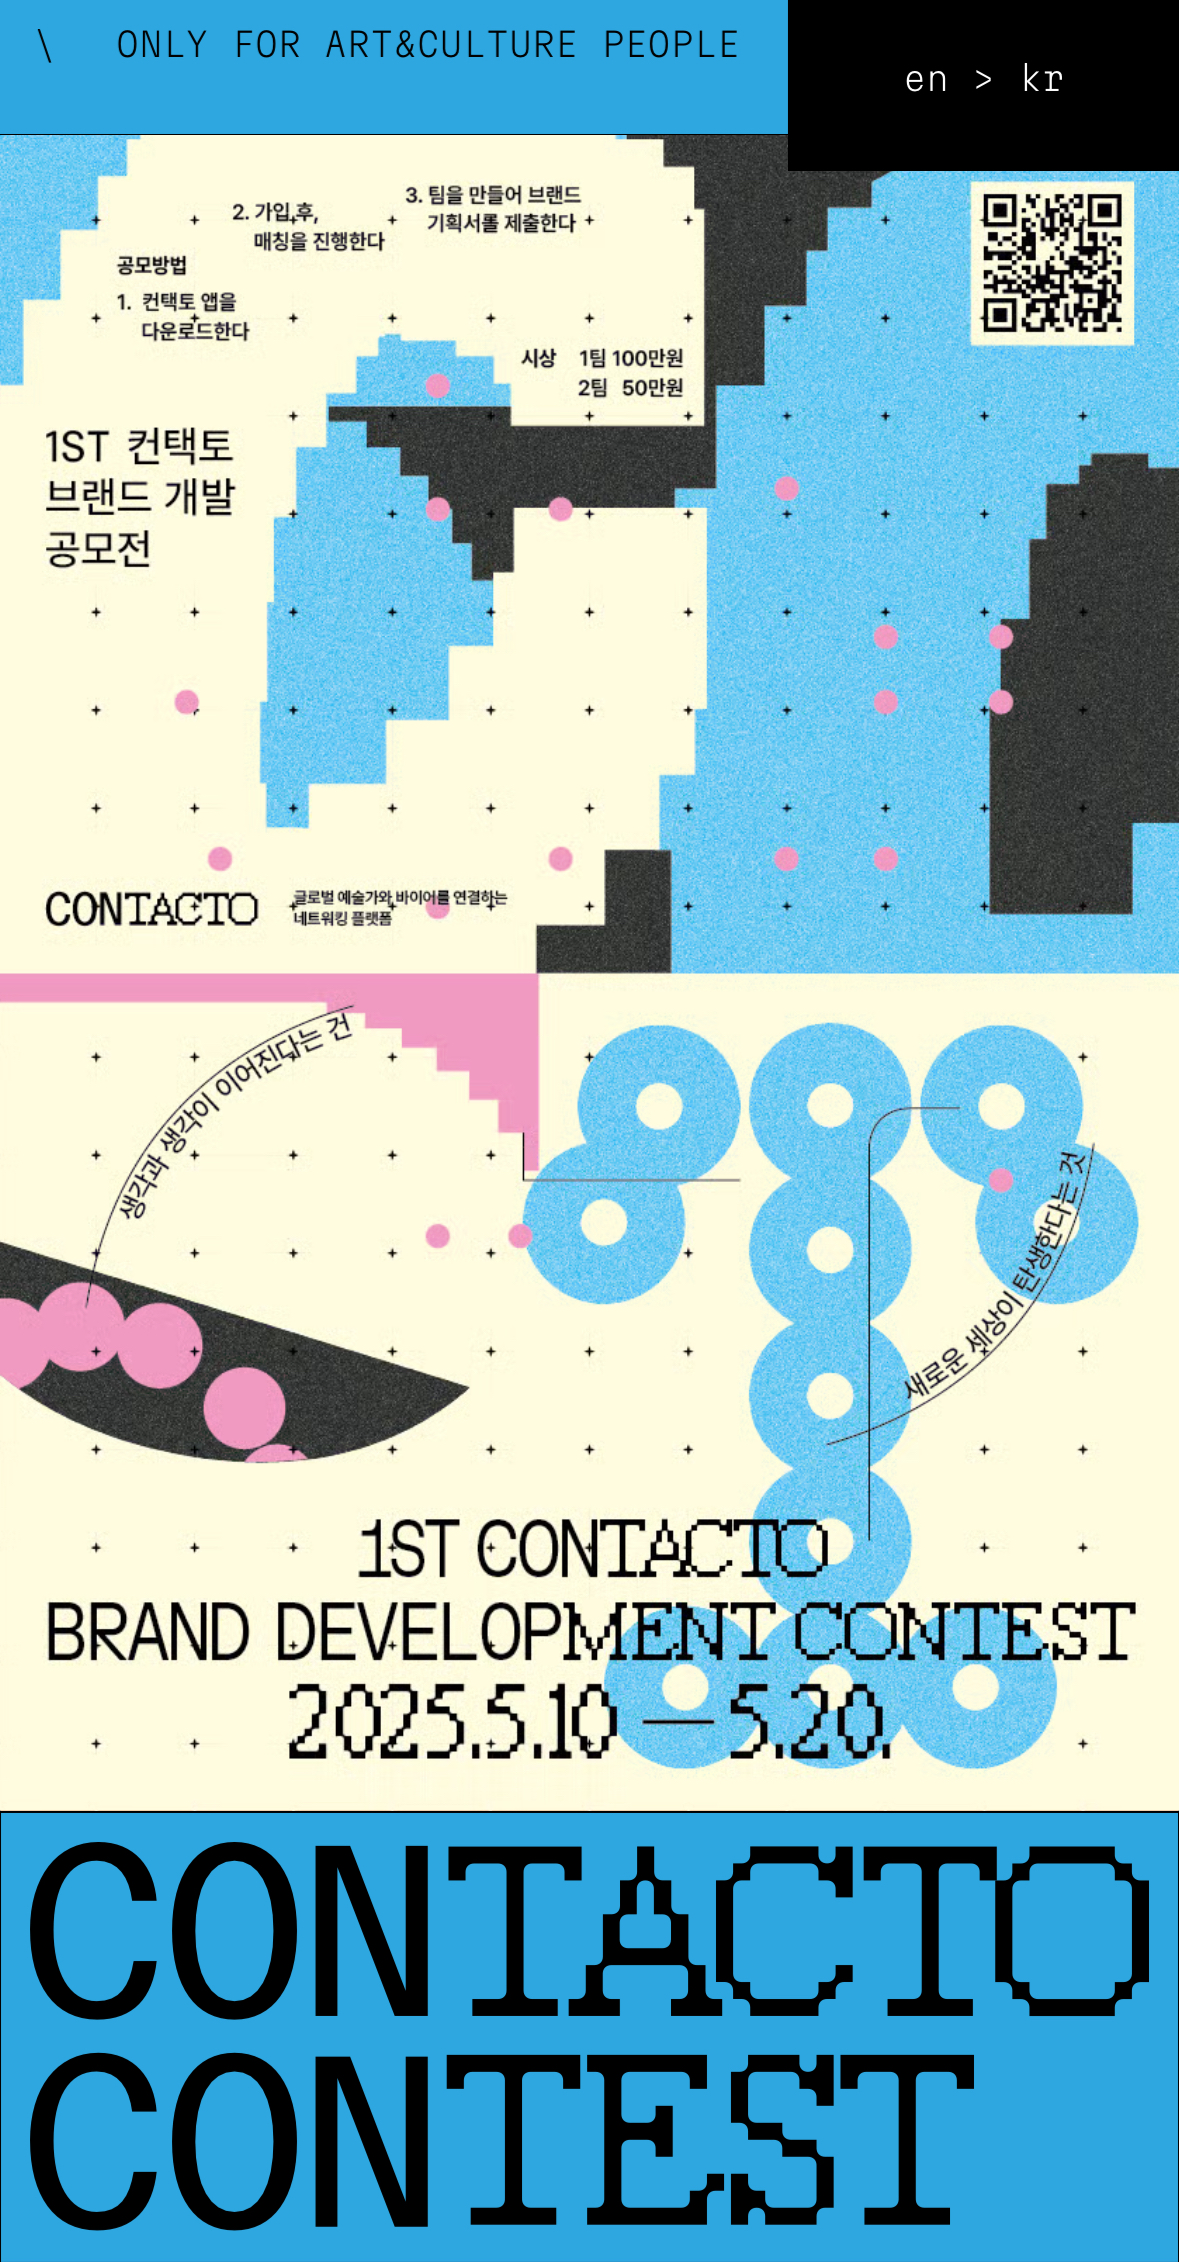 \ ONLY FOR ART&CULTURE PEOPLE
en > kr
공모방법
1. 컨택토 앱을
다운로드한다
2. 가입 후,
매칭을 진행한다
3. 팀을 만들어 브랜드
기획서롤 제출한다
시상 1팀 100만원
2팀 50만원
1ST 컨택토
브랜드 개발
공모전
CONTACTO
글로벌 예술가와 바이어를 연결하는
네트워킹 플랫폼
생각과 생각이 이어진다는 건
새로운 세상이 탄생한다는 것
1ST CONTACTO
BRAND DEVELOPMENT CONTEST
2025.5.10 — 5.20.
CONTACTO
CONTEST